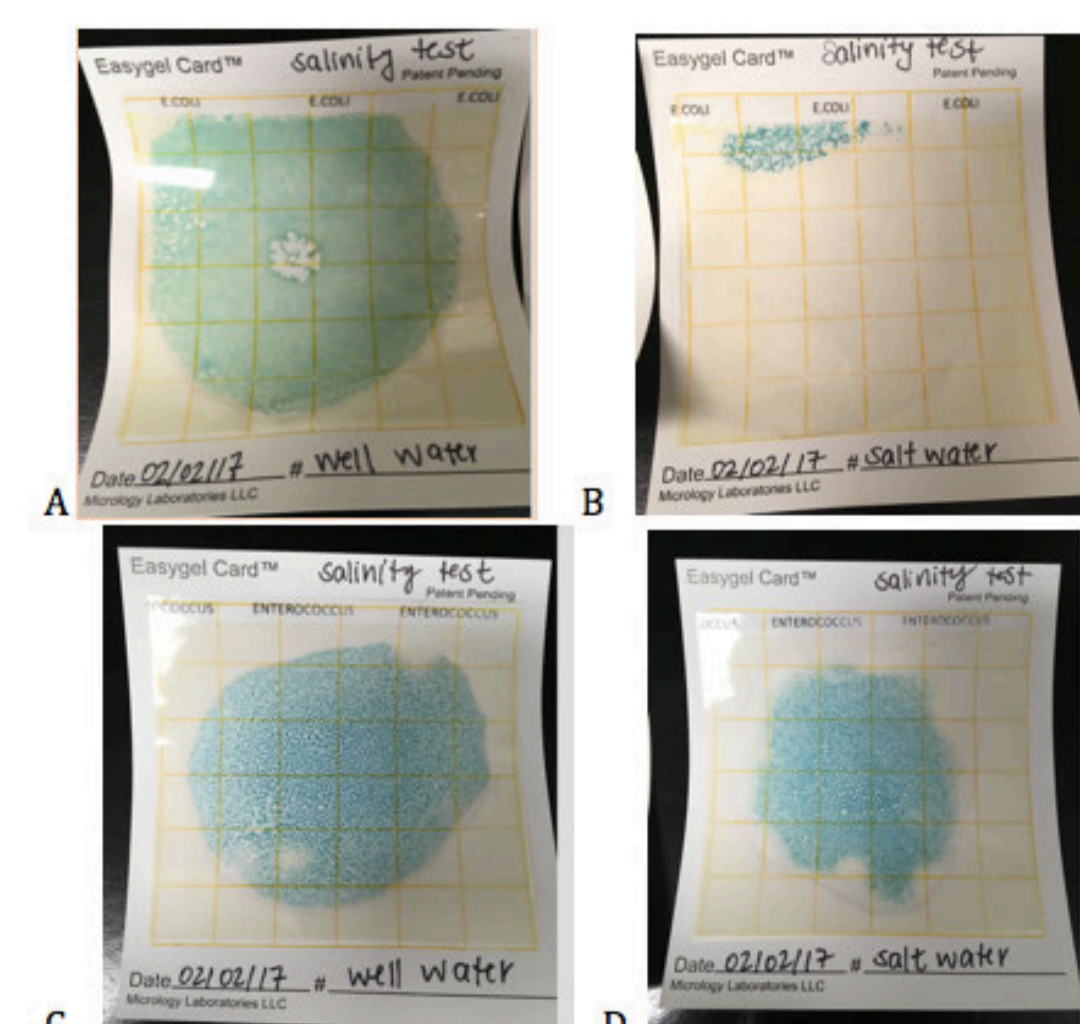 Easygel Card™ salinity test
Patent Pending
E.COLI E.COLI E.COLI
Date 02/02/17 # well water
Micrology Laboratories LLC
A
Easygel Card™ Salinity test
Patent Pending
E.COLI E.COLI E.COLI
Date 02/02/17 # salt water
Micrology Laboratories LLC
B
Easygel Card™ salinity test
Patent Pending
OCOCCUS ENTEROCOCCUS ENTEROCOCCUS
Date 02/02/17 # well water
Micrology Laboratories LLC
C
Easygel Card™ salinity test
Patent Pending
OCCUS ENTEROCOCCUS ENTEROCOCCUS
Date 02/02/17 # salt water
Micrology Laboratories LLC
D